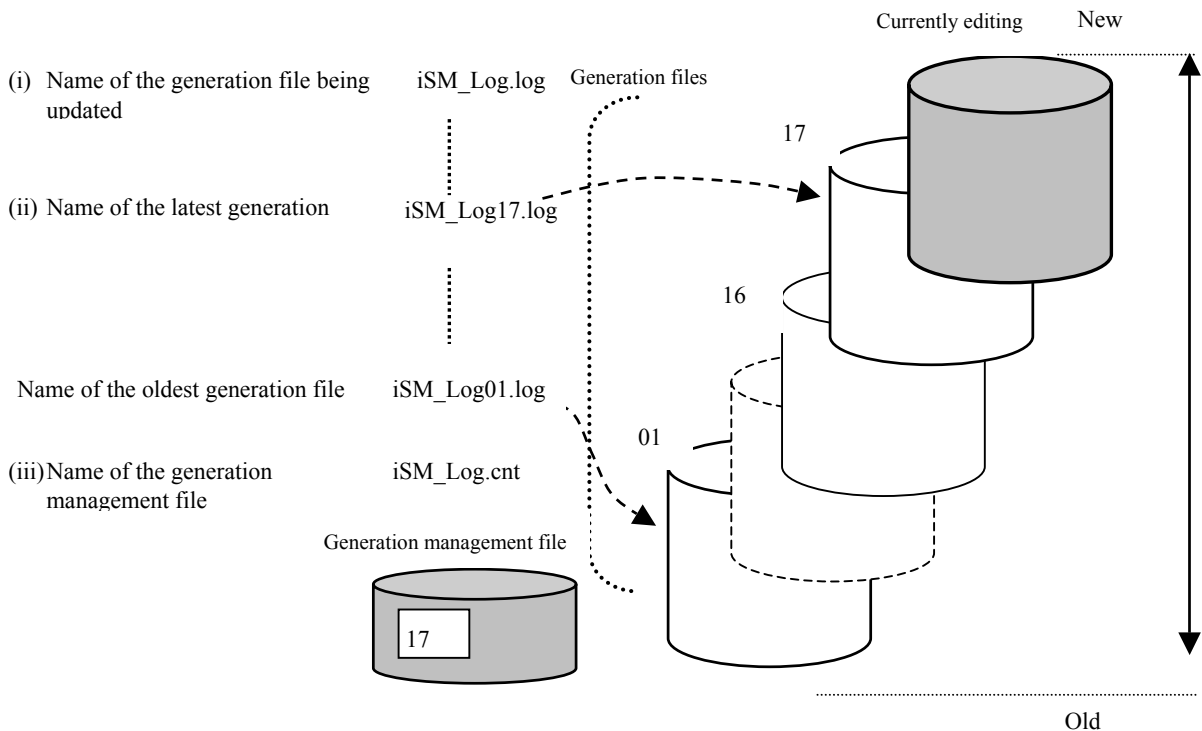 Currently editing
New
(i) Name of the generation file being
updated
iSM_Log.log
Generation files
17
(ii) Name of the latest generation
iSM_Log17.log
16
Name of the oldest generation file
iSM_Log01.log
01
(iii) Name of the generation
management file
iSM_Log.cnt
Generation management file
17
Old